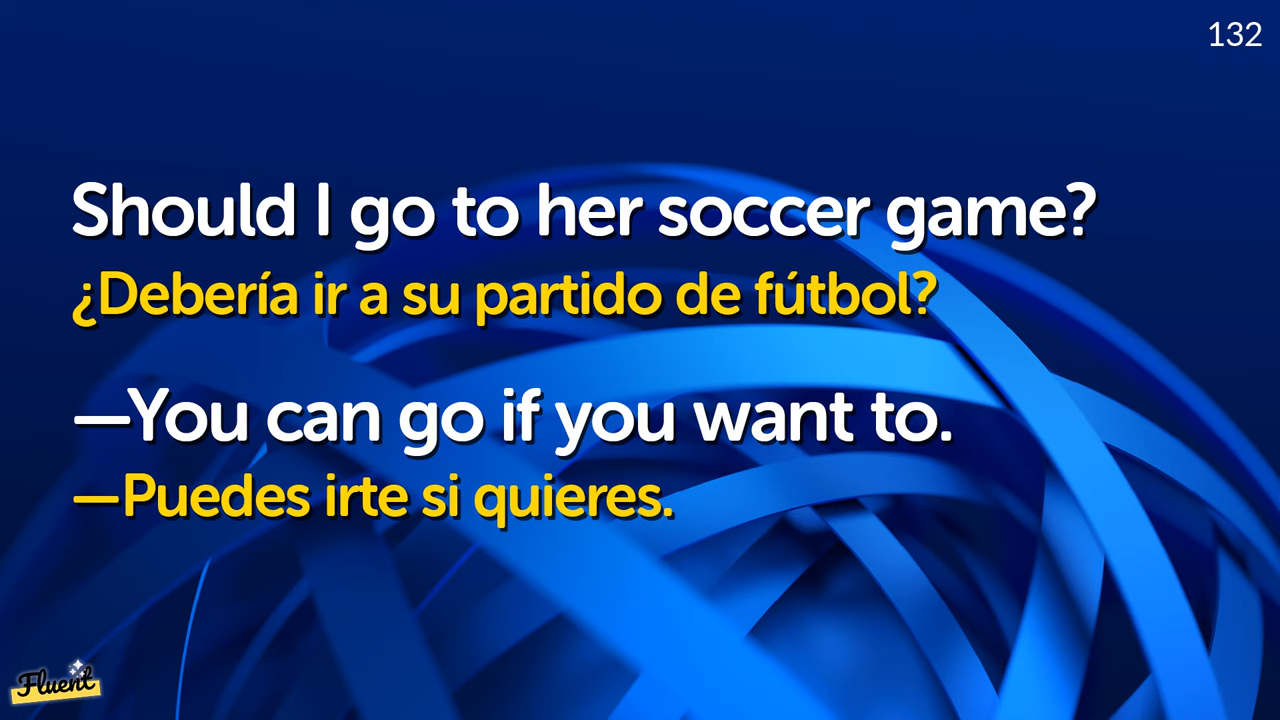 132
Should I go to her soccer game?
¿Debería ir a su partido de fútbol?
—You can go if you want to.
—Puedes irte si quieres.
Fluent